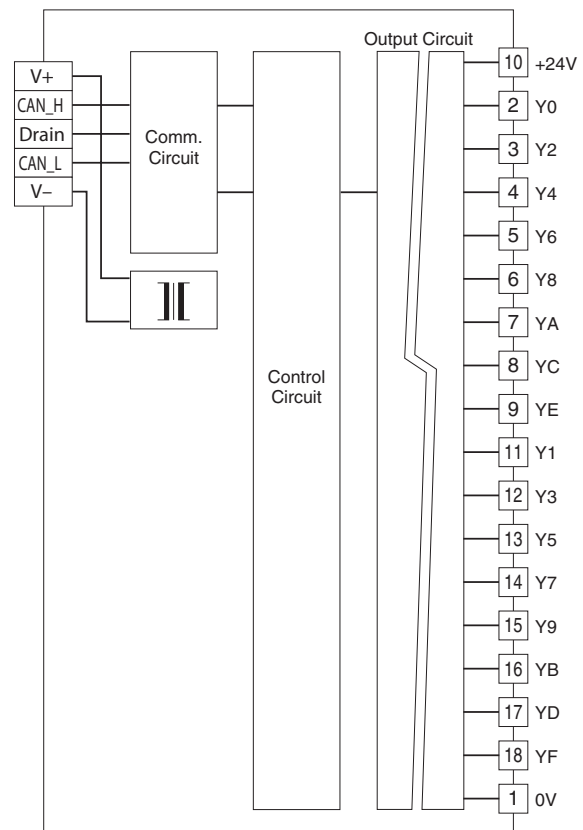 Output Circuit
V+
CAN_H
Drain
CAN_L
V−
Comm.
Circuit
Control
Circuit
10 +24V
2 Y0
3 Y2
4 Y4
5 Y6
6 Y8
7 YA
8 YC
9 YE
11 Y1
12 Y3
13 Y5
14 Y7
15 Y9
16 YB
17 YD
18 YF
1 0V